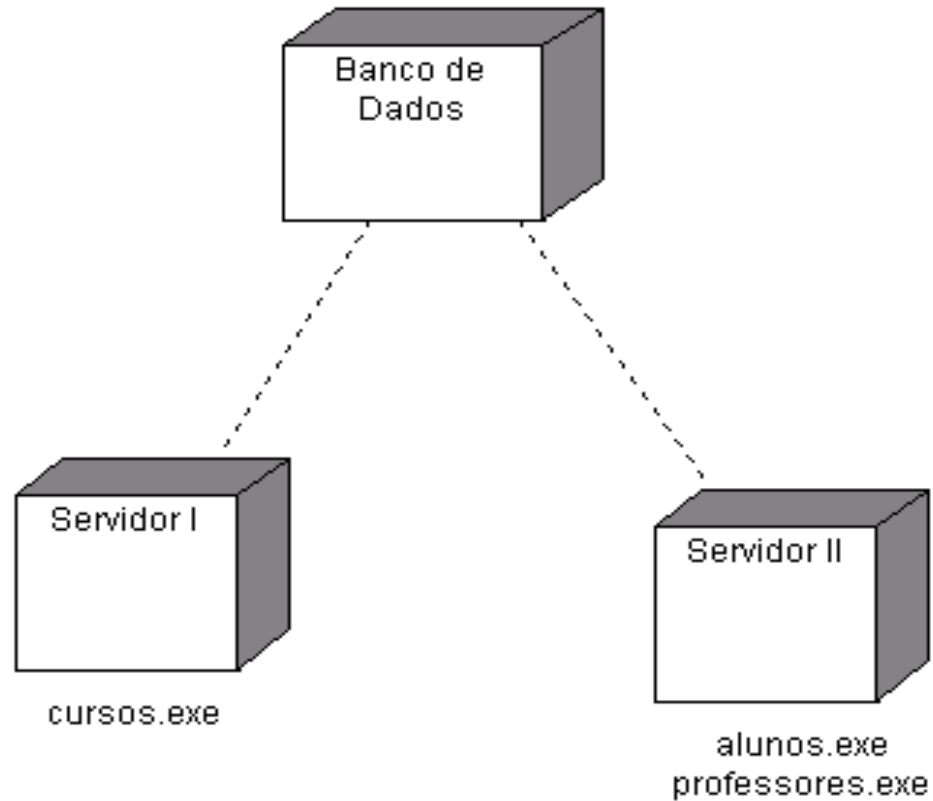 Banco de
Dados
Servidor I
Servidor II
cursos.exe
alunos.exe
professores.exe